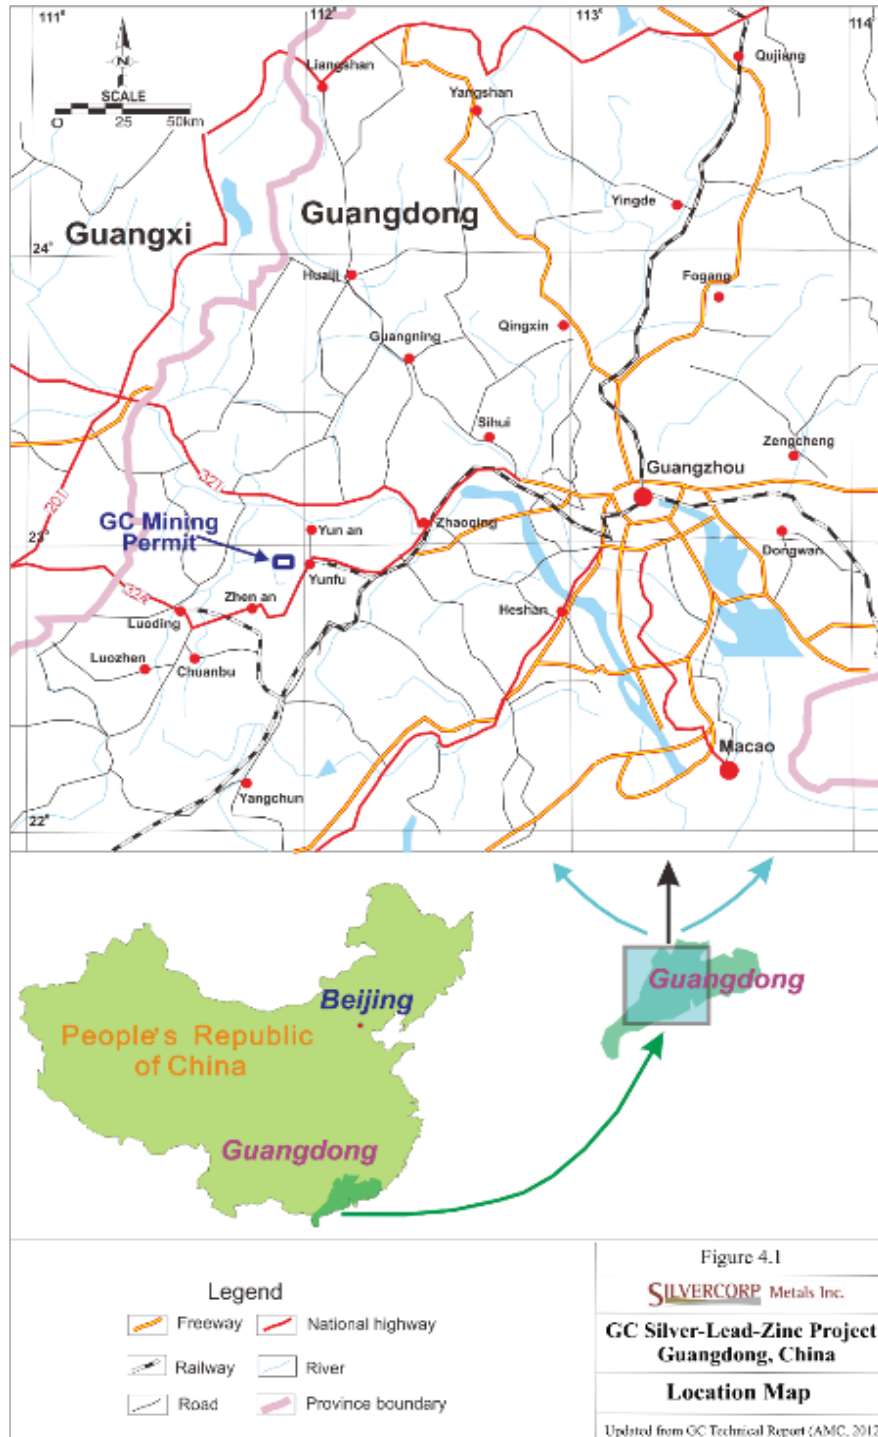 111°
112°
113°
114°
N
SCALE
0 25 50km
Liangshan
Yangshan
Qujiang
Yingde
Guangxi
Guangdong
24°
Huaiji
Fogang
Guangning
Qingxin
Sihui
Zengcheng
Guangzhou
201
321
GC Mining
Permit
23°
Yun an
Zhaoqing
Dongwan
Yunfu
324
Zhen an
Luoding
Heshan
Luozhen
Chuanbu
Macao
Yangchun
22°
Beijing
People's Republic
of China
Guangdong
Guangdong
Legend
Freeway
National highway
Railway
River
Road
Province boundary
Figure 4.1
SILVERCORP Metals Inc.
GC Silver-Lead-Zinc Project
Guangdong, China
Location Map
Updated from GC Technical Report (AMC, 2012